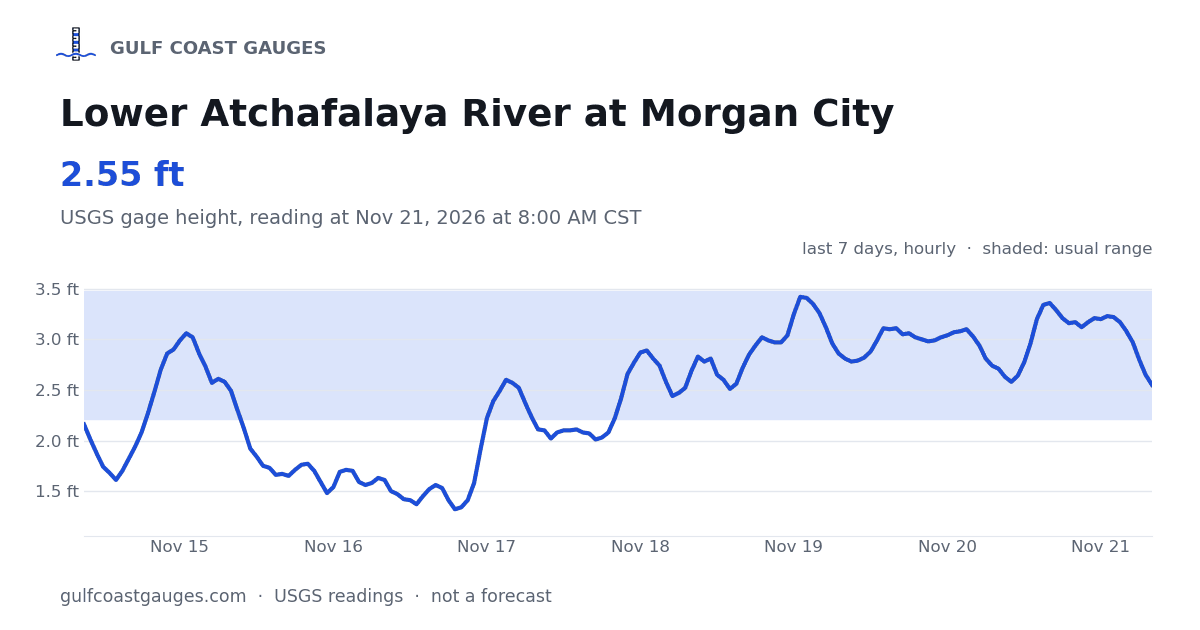 GULF COAST GAUGES
Lower Atchafalaya River at Morgan City
2.55 ft
USGS gage height, reading at Nov 21, 2026 at 8:00 AM CST
last 7 days, hourly · shaded: usual range
3.5 ft
3.0 ft
2.5 ft
2.0 ft
1.5 ft
Nov 15 Nov 16 Nov 17 Nov 18 Nov 19 Nov 20 Nov 21
gulfcoastgauges.com · USGS readings · not a forecast